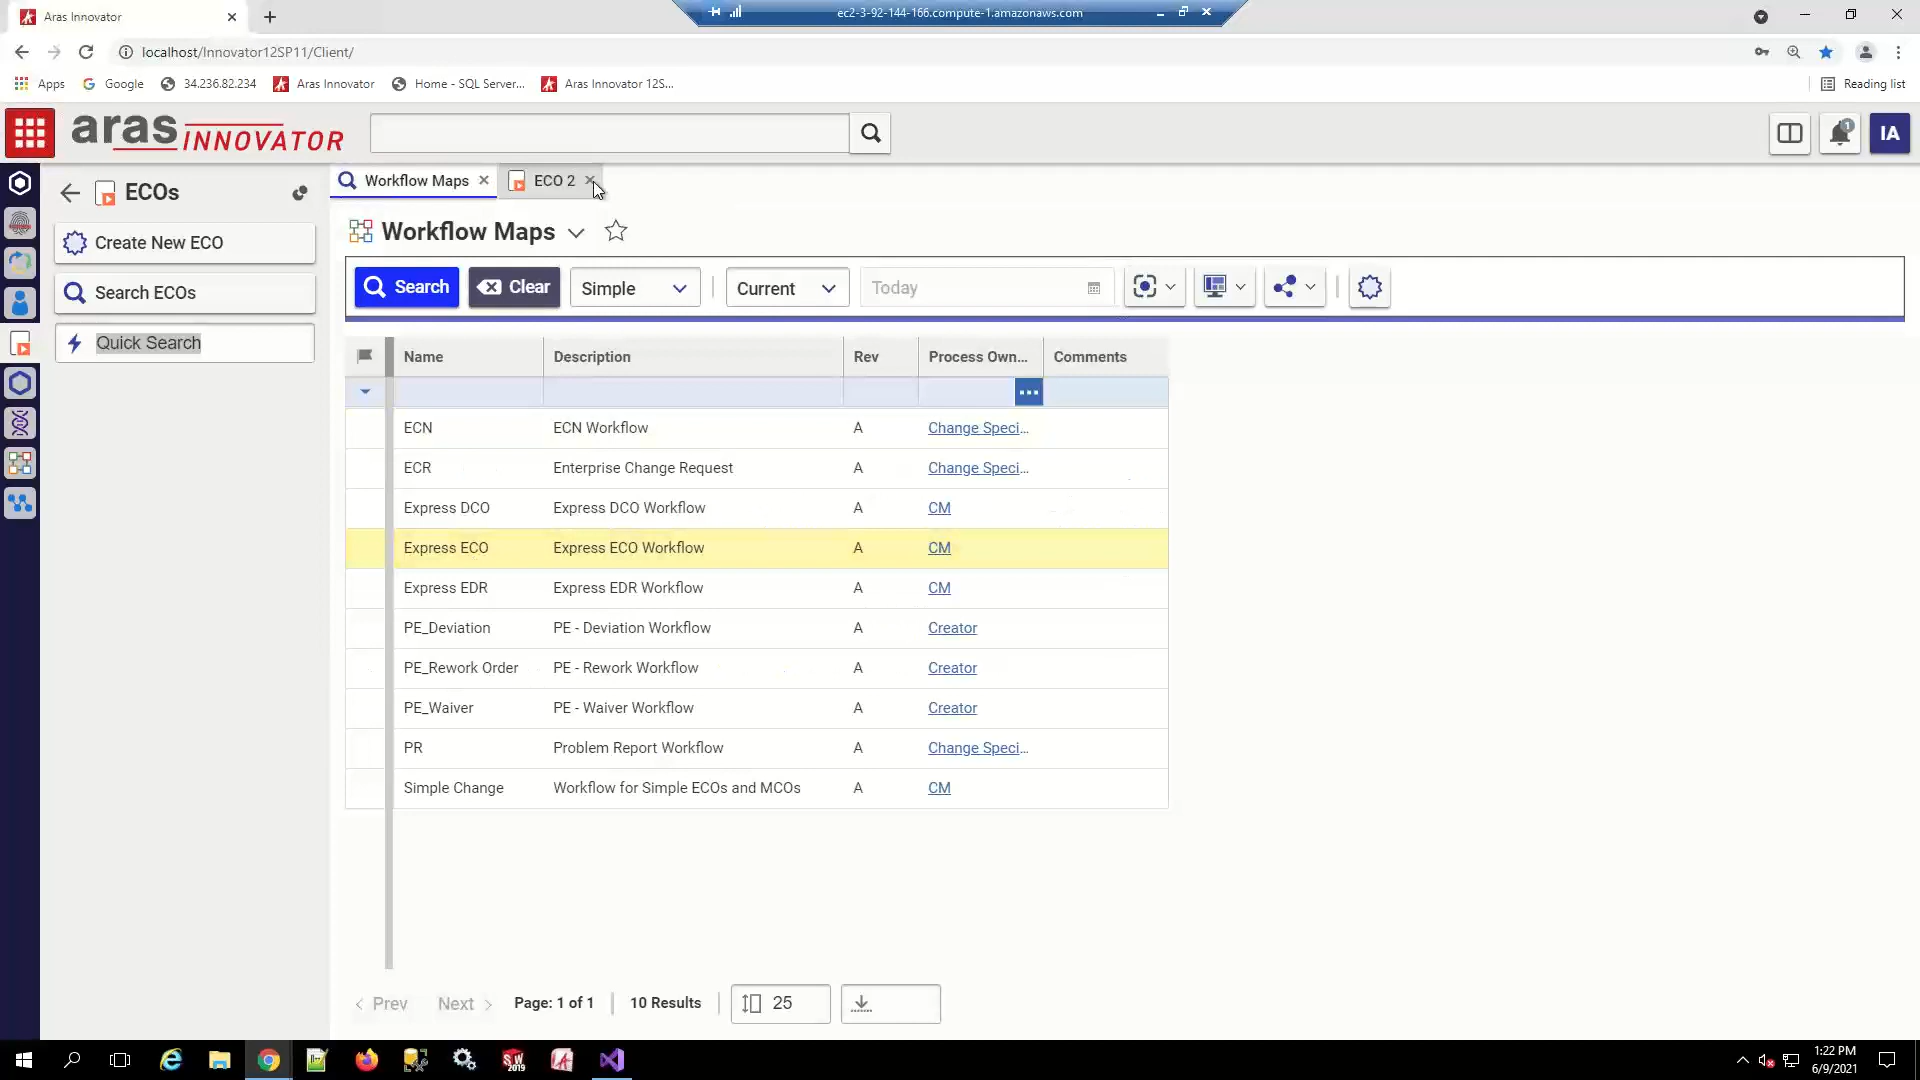 Aras Innovator
ec2-3-92-144-166.compute-1.amazonaws.com
localhost/Innovator12SP11/Client/
Apps
Google
34.236.82.234
Aras Innovator
Home - SQL Server...
Aras Innovator 12S...
Reading list
aras INNOVATOR
1
IA
ECOs
Create New ECO
Search ECOs
Quick Search
Workflow Maps
ECO 2
Workflow Maps
Search
Clear
Simple
Current
Today
Name Description Rev Process Own... Comments
ECN ECN Workflow A Change Speci...
ECR Enterprise Change Request A Change Speci...
Express DCO Express DCO Workflow A CM
Express ECO Express ECO Workflow A CM
Express EDR Express EDR Workflow A CM
PE_Deviation PE - Deviation Workflow A Creator
PE_Rework Order PE - Rework Workflow A Creator
PE_Waiver PE - Waiver Workflow A Creator
PR Problem Report Workflow A Change Speci...
Simple Change Workflow for Simple ECOs and MCOs A CM
Prev Next Page: 1 of 1 10 Results 25
SW 2019
1:22 PM
6/9/2021